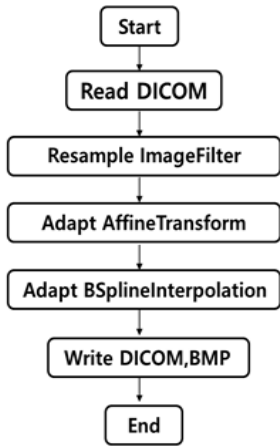 Start
Read DICOM
Resample ImageFilter
Adapt AffineTransform
Adapt BSplineInterpolation
Write DICOM,BMP
End